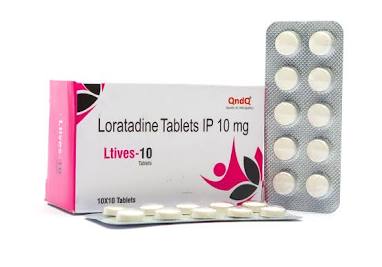 QndQ
Loratadine Tablets IP 10 mg
Ltives-10
Tablets
10X10 Tablets
Ltives-10